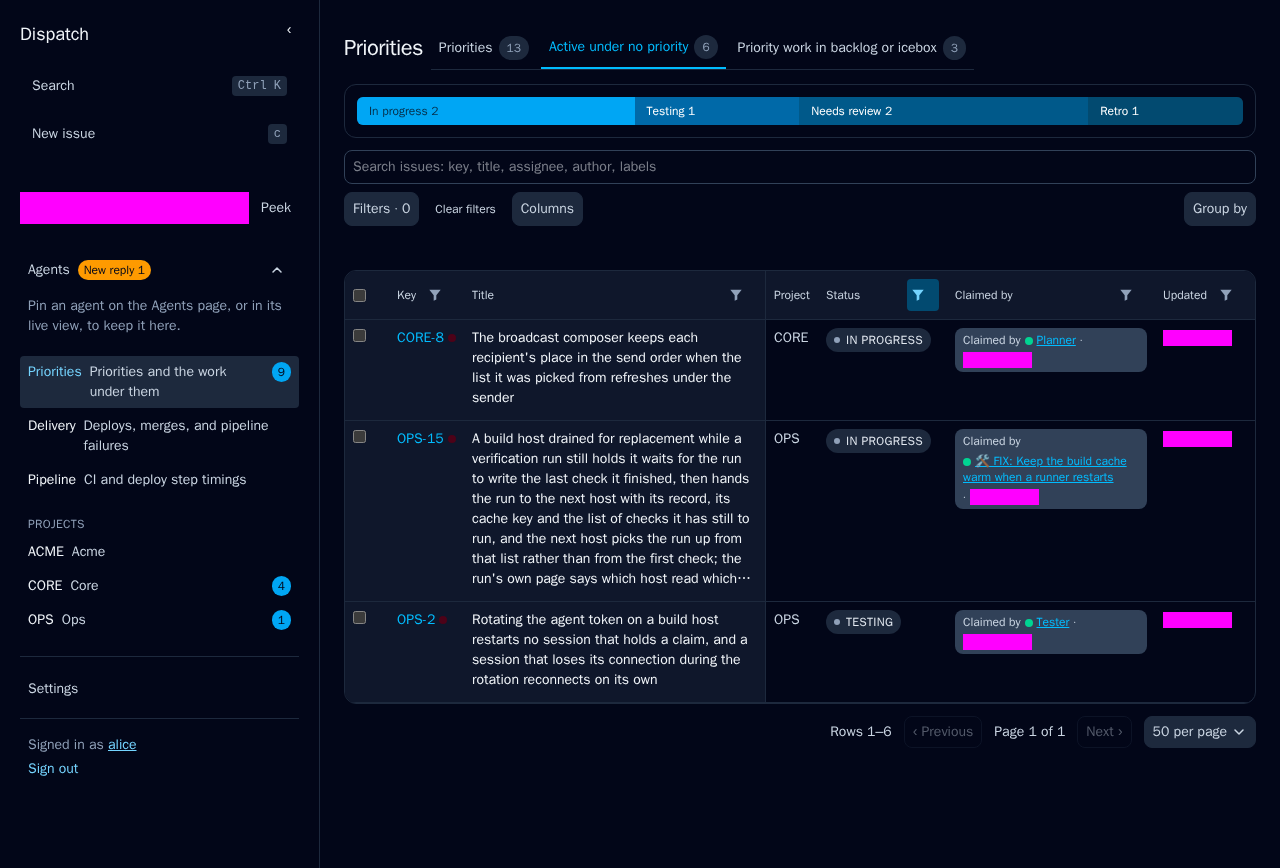 Dispatch
‹
Search
Ctrl K
New issue
C
Peek
Agents
New reply 1
Pin an agent on the Agents page, or in its
live view, to keep it here.
Priorities
Priorities and the work
under them
9
Delivery
Deploys, merges, and pipeline
failures
Pipeline
CI and deploy step timings
PROJECTS
ACME
Acme
CORE
Core
4
OPS
Ops
1
Settings
Signed in as alice
Sign out
Priorities
Priorities 13
Active under no priority 6
Priority work in backlog or icebox 3
In progress 2
Testing 1
Needs review 2
Retro 1
Search issues: key, title, assignee, author, labels
Filters · 0
Clear filters
Columns
Group by
Key
Title
Project
Status
Claimed by
Updated
CORE-8
The broadcast composer keeps each
recipient's place in the send order when the
list it was picked from refreshes under the
sender
CORE
IN PROGRESS
Claimed by Planner ·
OPS-15
A build host drained for replacement while a
verification run still holds it waits for the run
to write the last check it finished, then hands
the run to the next host with its record, its
cache key and the list of checks it has still to
run, and the next host picks the run up from
that list rather than from the first check; the
run's own page says which host read which…
OPS
IN PROGRESS
Claimed by
🛠️ FIX: Keep the build cache
warm when a runner restarts
·
OPS-2
Rotating the agent token on a build host
restarts no session that holds a claim, and a
session that loses its connection during the
rotation reconnects on its own
OPS
TESTING
Claimed by Tester ·
Rows 1–6
‹ Previous
Page 1 of 1
Next ›
50 per page